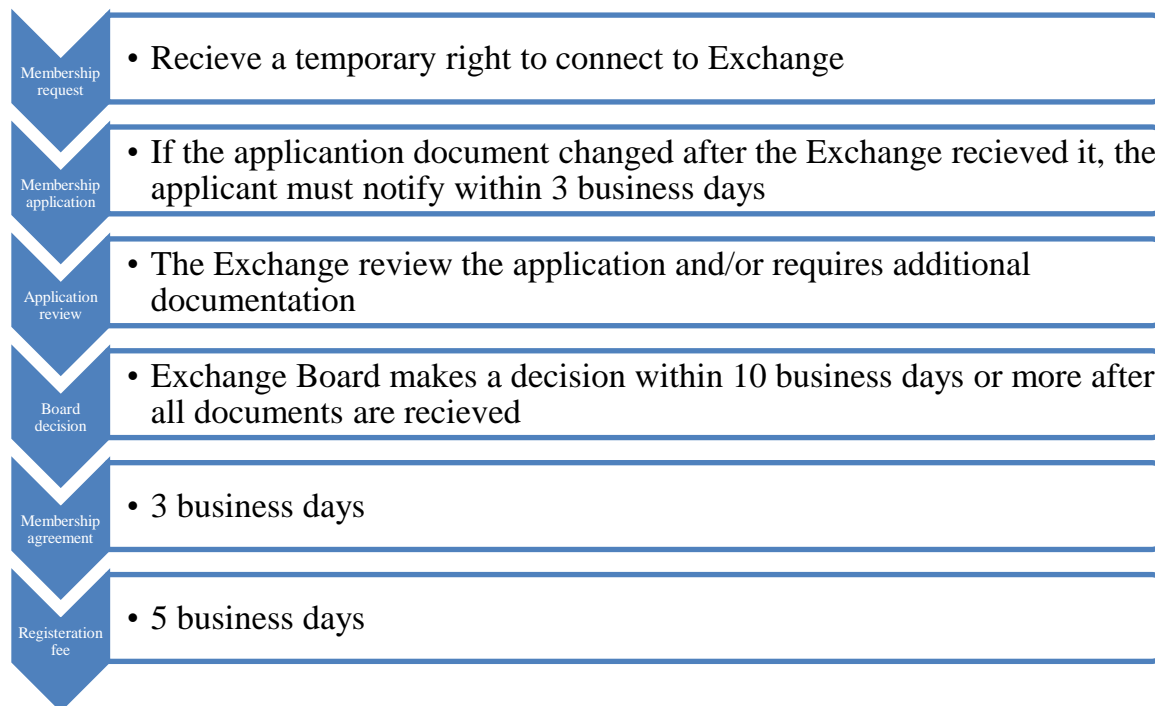 Membership
request
• Recieve a temporary right to connect to Exchange
Membership
application
• If the applicantion document changed after the Exchange recieved it, the
applicant must notify within 3 business days
Application
review
• The Exchange review the application and/or requires additional
documentation
Board
decision
• Exchange Board makes a decision within 10 business days or more after
all documents are recieved
Membership
agreement
• 3 business days
Registeration
fee
• 5 business days